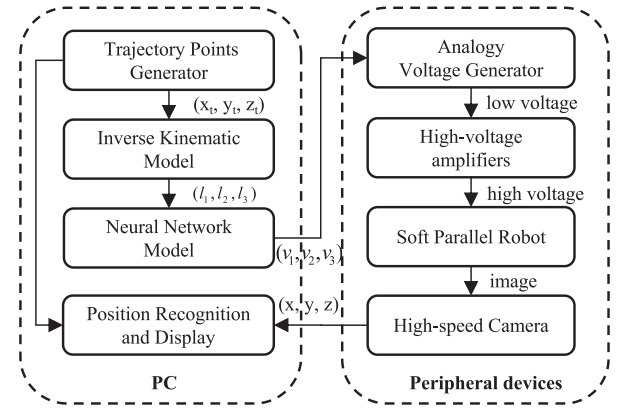 Trajectory Points
Generator
(xt, yt, zt)
Inverse Kinematic
Model
(l1, l2, l3)
Neural Network
Model
(v1, v2, v3)
Position Recognition
and Display
(x, y, z)
PC
Analogy
Voltage Generator
low voltage
High-voltage
amplifiers
high voltage
Soft Parallel Robot
image
High-speed Camera
Peripheral devices